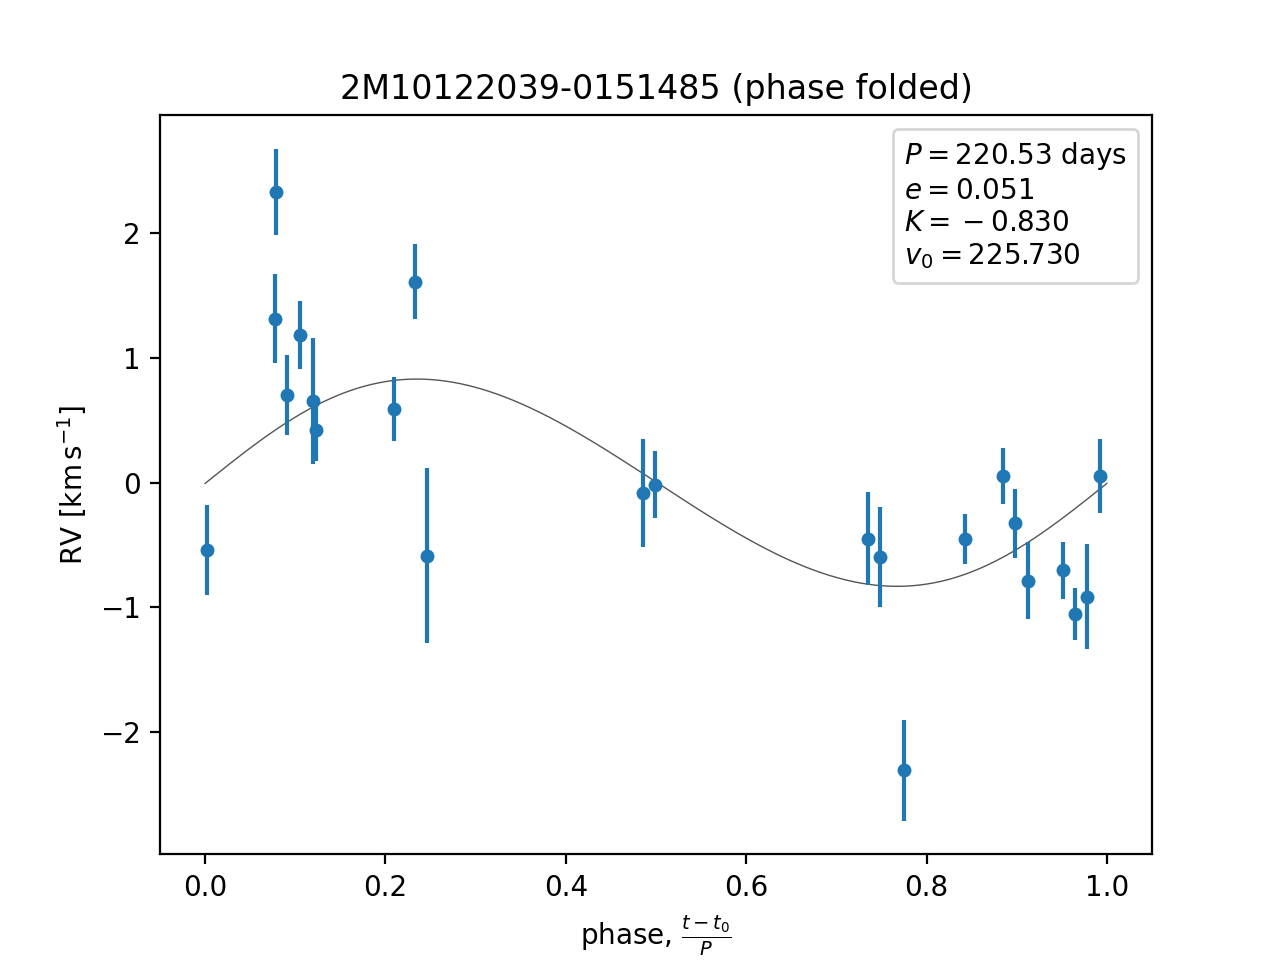 2M10122039-0151485 (phase folded)
P = 220.53 days
e = 0.051
K = −0.830
v₀ = 225.730
2
1
0
−1
−2
RV [km s⁻¹]
0.0 0.2 0.4 0.6 0.8 1.0
phase, (t − t₀)/P